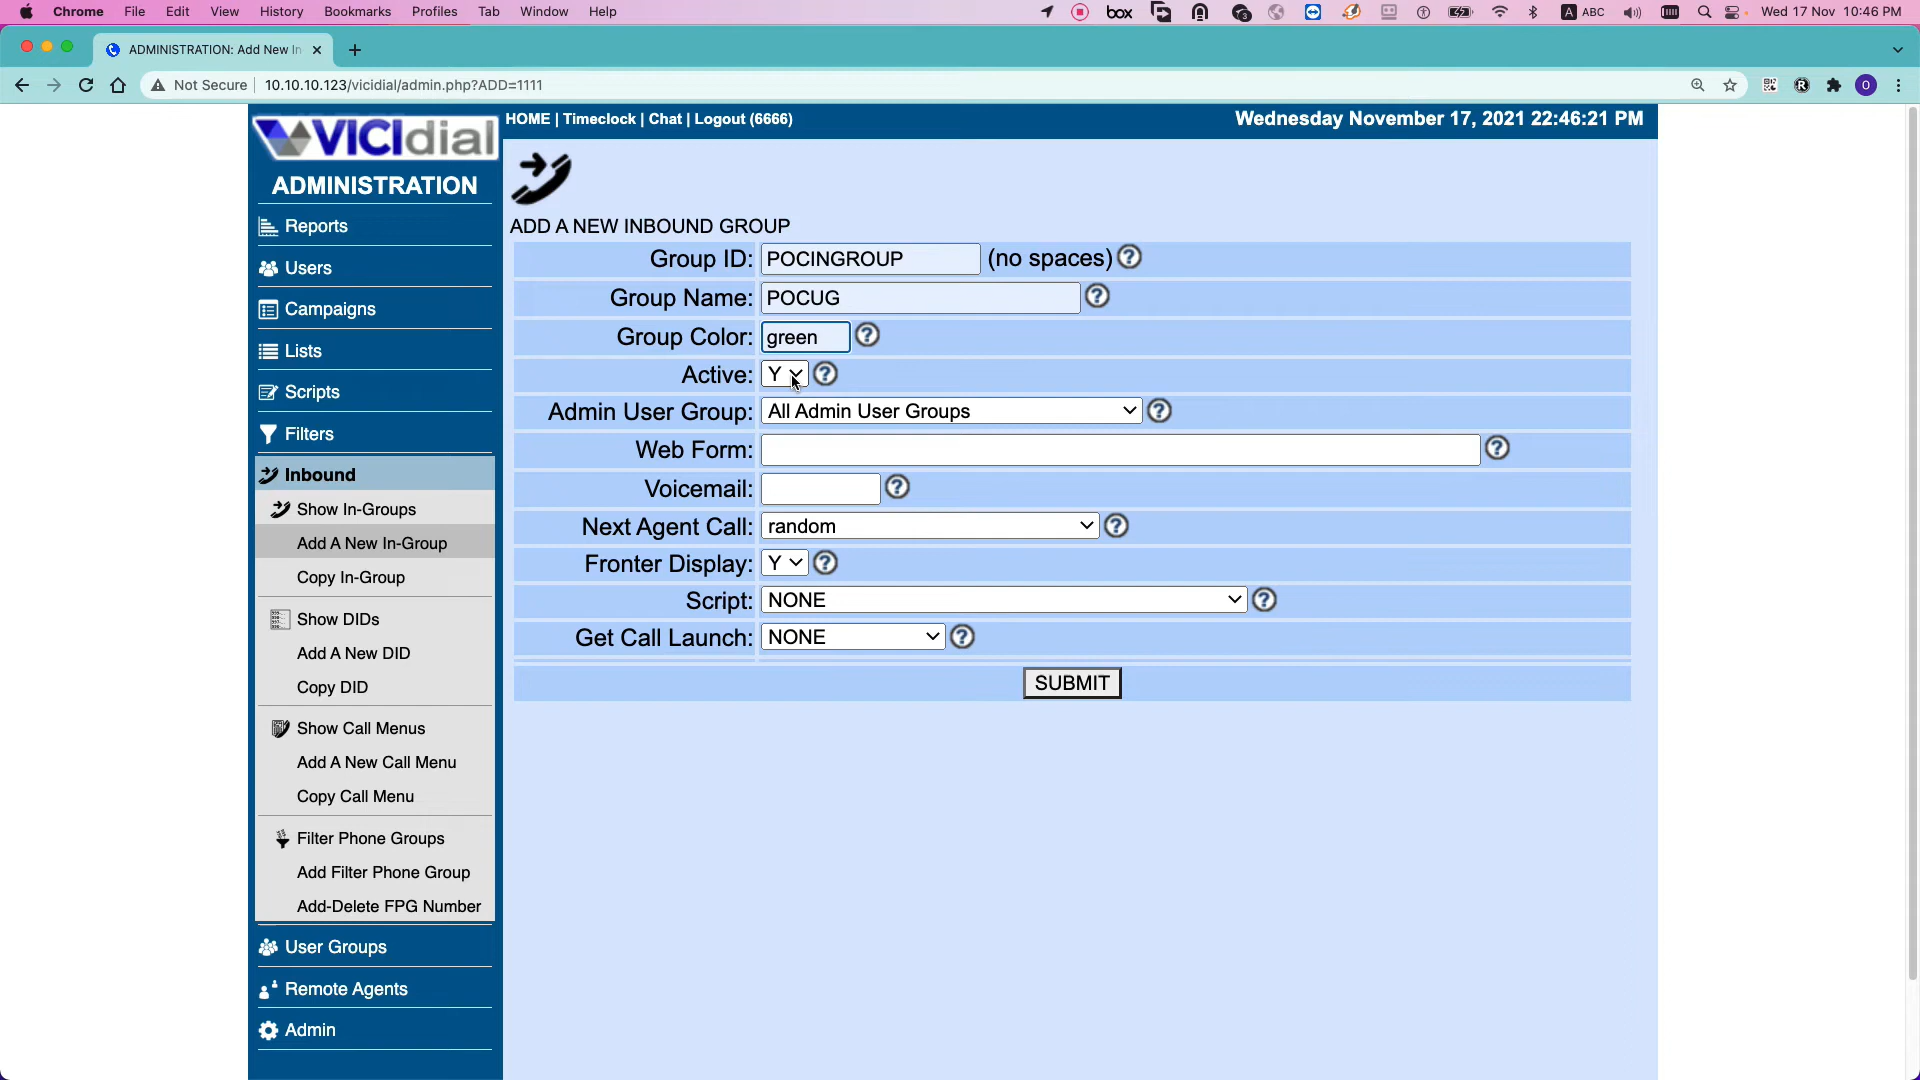 Chrome File Edit View History Bookmarks Profiles Tab Window Help box A ABC Wed 17 Nov 10:46 PM
ADMINISTRATION: Add New In
Not Secure 10.10.10.123/vicidial/admin.php?ADD=1111 O
VICIdial
HOME | Timeclock | Chat | Logout (6666) Wednesday November 17, 2021 22:46:21 PM
ADMINISTRATION
Reports
Users
Campaigns
Lists
Scripts
Filters
Inbound
Show In-Groups
Add A New In-Group
Copy In-Group
Show DIDs
Add A New DID
Copy DID
Show Call Menus
Add A New Call Menu
Copy Call Menu
Filter Phone Groups
Add Filter Phone Group
Add-Delete FPG Number
User Groups
Remote Agents
Admin
ADD A NEW INBOUND GROUP
Group ID: POCINGROUP (no spaces) ?
Group Name: POCUG ?
Group Color: green ?
Active: Y ?
Admin User Group: All Admin User Groups ?
Web Form: ?
Voicemail: ?
Next Agent Call: random ?
Fronter Display: Y ?
Script: NONE ?
Get Call Launch: NONE ?
SUBMIT